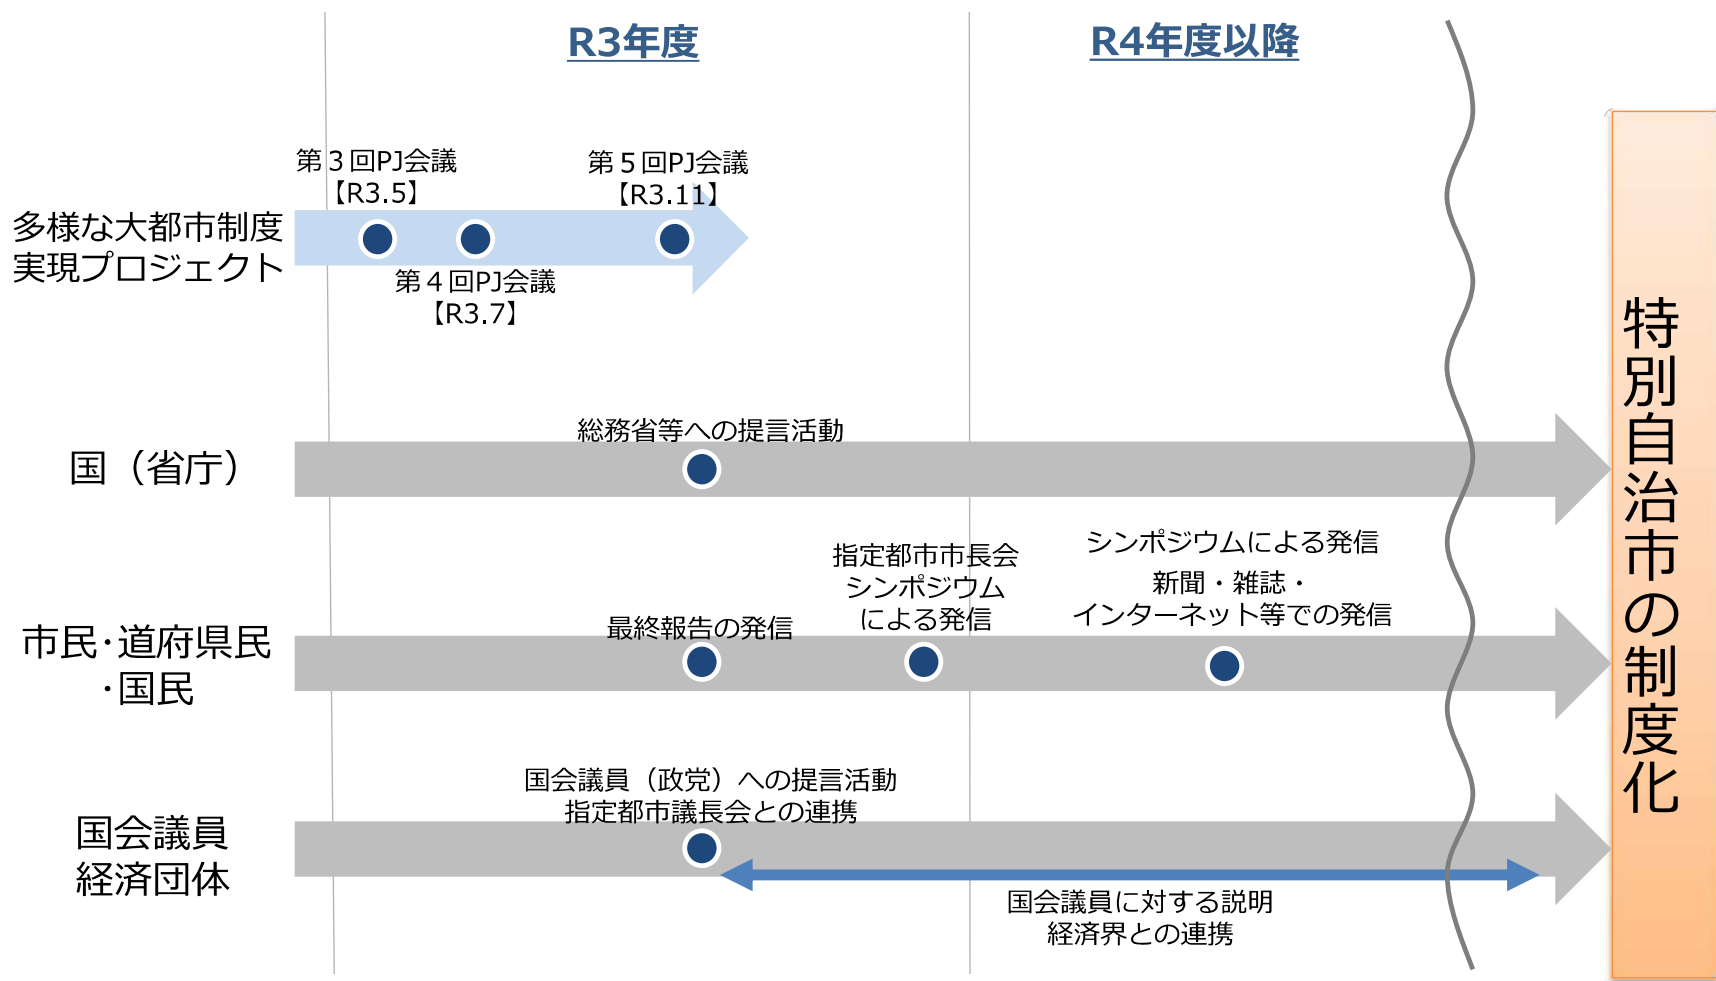 R3年度
R4年度以降
第３回PJ会議
【R3.5】
第５回PJ会議
【R3.11】
多様な大都市制度
実現プロジェクト
第４回PJ会議
【R3.7】
総務省等への提言活動
国（省庁）
指定都市市長会
シンポジウム
による発信
シンポジウムによる発信
新聞・雑誌・
インターネット等での発信
最終報告の発信
市民・道府県民
・国民
国会議員（政党）への提言活動
指定都市議長会との連携
国会議員
経済団体
国会議員に対する説明
経済界との連携
特別自治市の制度化